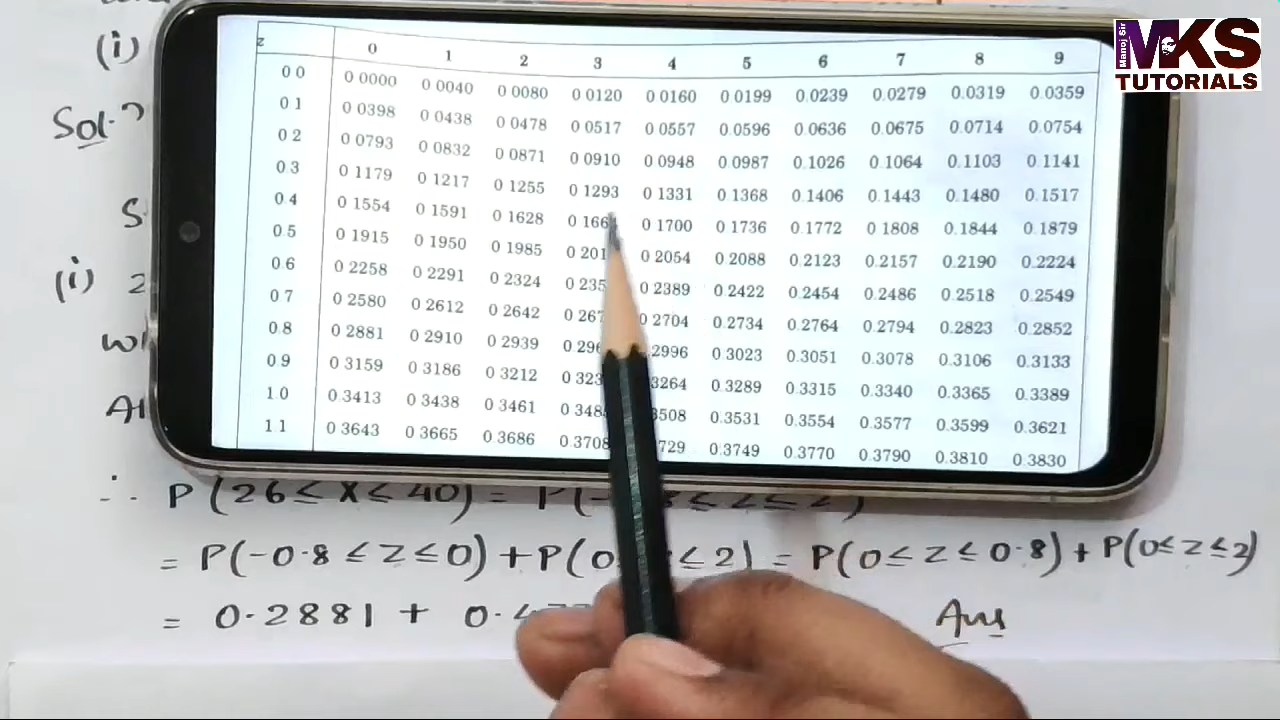 (i)
Sol.
(i) 2
Manoj Sir
MKS
TUTORIALS
z 0 1 2 3 4 5 6 7 8 9
0 0 0 0000 0 0040 0 0080 0 0120 0 0160 0 0199 0.0239 0.0279 0.0319 0.0359
0 1 0 0398 0 0438 0 0478 0 0517 0 0557 0 0596 0 0636 0.0675 0.0714 0.0754
0 2 0 0793 0 0832 0 0871 0 0910 0 0948 0 0987 0.1026 0.1064 0.1103 0 1141
0.3 0 1179 0 1217 0 1255 0 1293 0 1331 0.1368 0.1406 0.1443 0.1480 0.1517
0.4 0 1554 0 1591 0 1628 0 1700 0 1736 0.1772 0.1808 0.1844 0.1879
0.5 0 1915 0 1950 0 1985 0 2054 0.2088 0.2123 0.2157 0.2190 0.2224
0.6 0 2258 0 2291 0 2324 0 2389 0.2422 0.2454 0.2486 0.2518 0.2549
0 7 0 2580 0 2612 0 2642 0 2704 0.2734 0.2764 0.2794 0.2823 0.2852
0.8 0 2881 0 2910 0 2939 0.3023 0.3051 0.3078 0.3106 0.3133
0.9 0 3159 0 3186 0 3212 0.3289 0.3315 0.3340 0.3365 0.3389
1.0 0.3413 0 3438 0 3461 0.3531 0.3554 0.3577 0.3599 0.3621
1 1 0 3643 0 3665 0 3686 0.3749 0.3770 0.3790 0.3810 0.3830
∴ P(26≤X≤40) =
= P(-0.8≤Z≤0) + = P(0≤Z≤0.8) + P(0≤Z≤2)
= 0.2881 + Ans